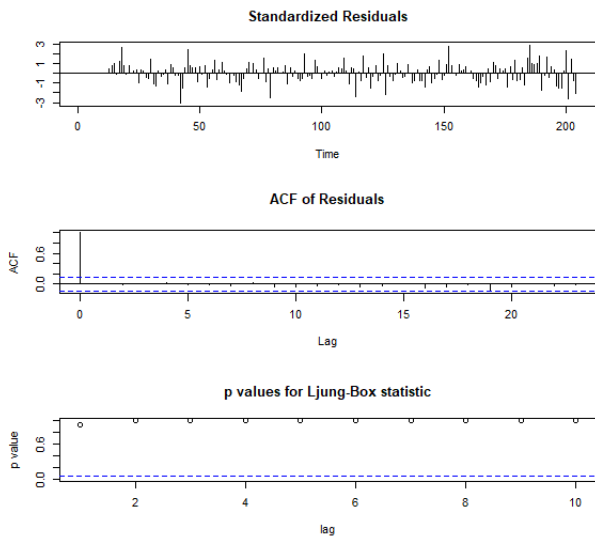 Standardized Residuals
3
1
-1
-3
0 50 100 150 200
Time
ACF of Residuals
ACF
0.6
0.0
0 5 10 15 20
Lag
p values for Ljung-Box statistic
p value
0.6
0.0
2 4 6 8 10
lag